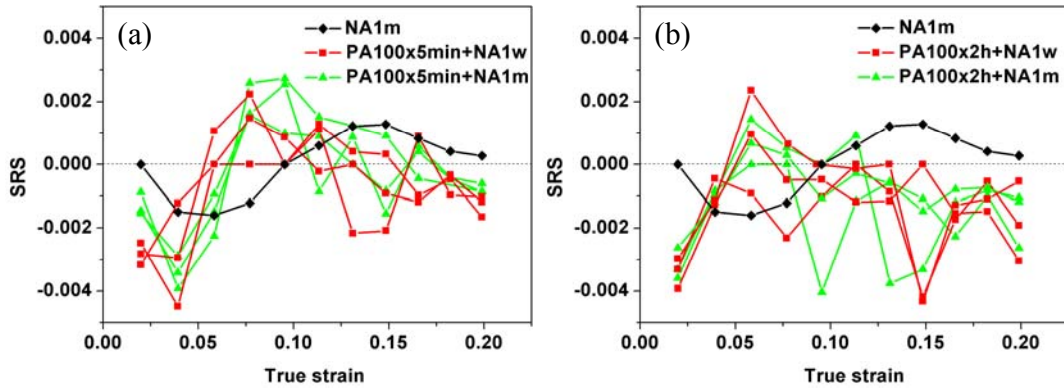 (a)
NA1m
PA100x5min+NA1w
PA100x5min+NA1m
0.004
0.002
0.000
-0.002
-0.004
SRS
0.00
0.05
0.10
0.15
0.20
True strain
(b)
NA1m
PA100x2h+NA1w
PA100x2h+NA1m
0.004
0.002
0.000
-0.002
-0.004
SRS
0.00
0.05
0.10
0.15
0.20
True strain